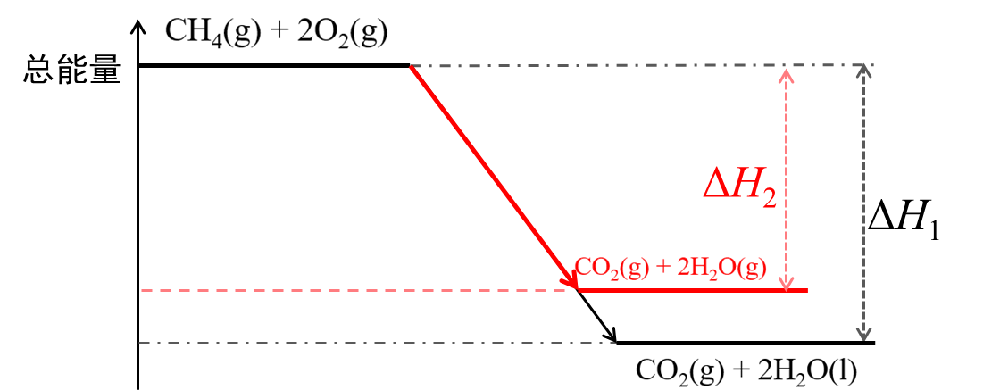 CH₄(g) + 2O₂(g)
总能量
ΔH₂
ΔH₁
CO₂(g) + 2H₂O(g)
CO₂(g) + 2H₂O(l)